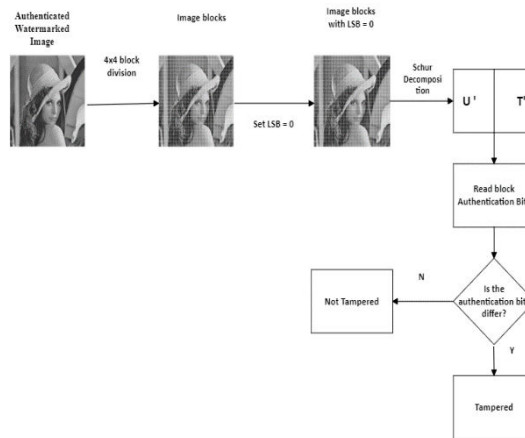 Authenticated
Watermarked
Image
4x4 block
division
Image blocks
Set LSB = 0
Image blocks
with LSB = 0
Schur
Decomposi
tion
U '
T'
Read block
Authentication Bit
Is the
authentication bit
differ?
N
Not Tampered
Y
Tampered